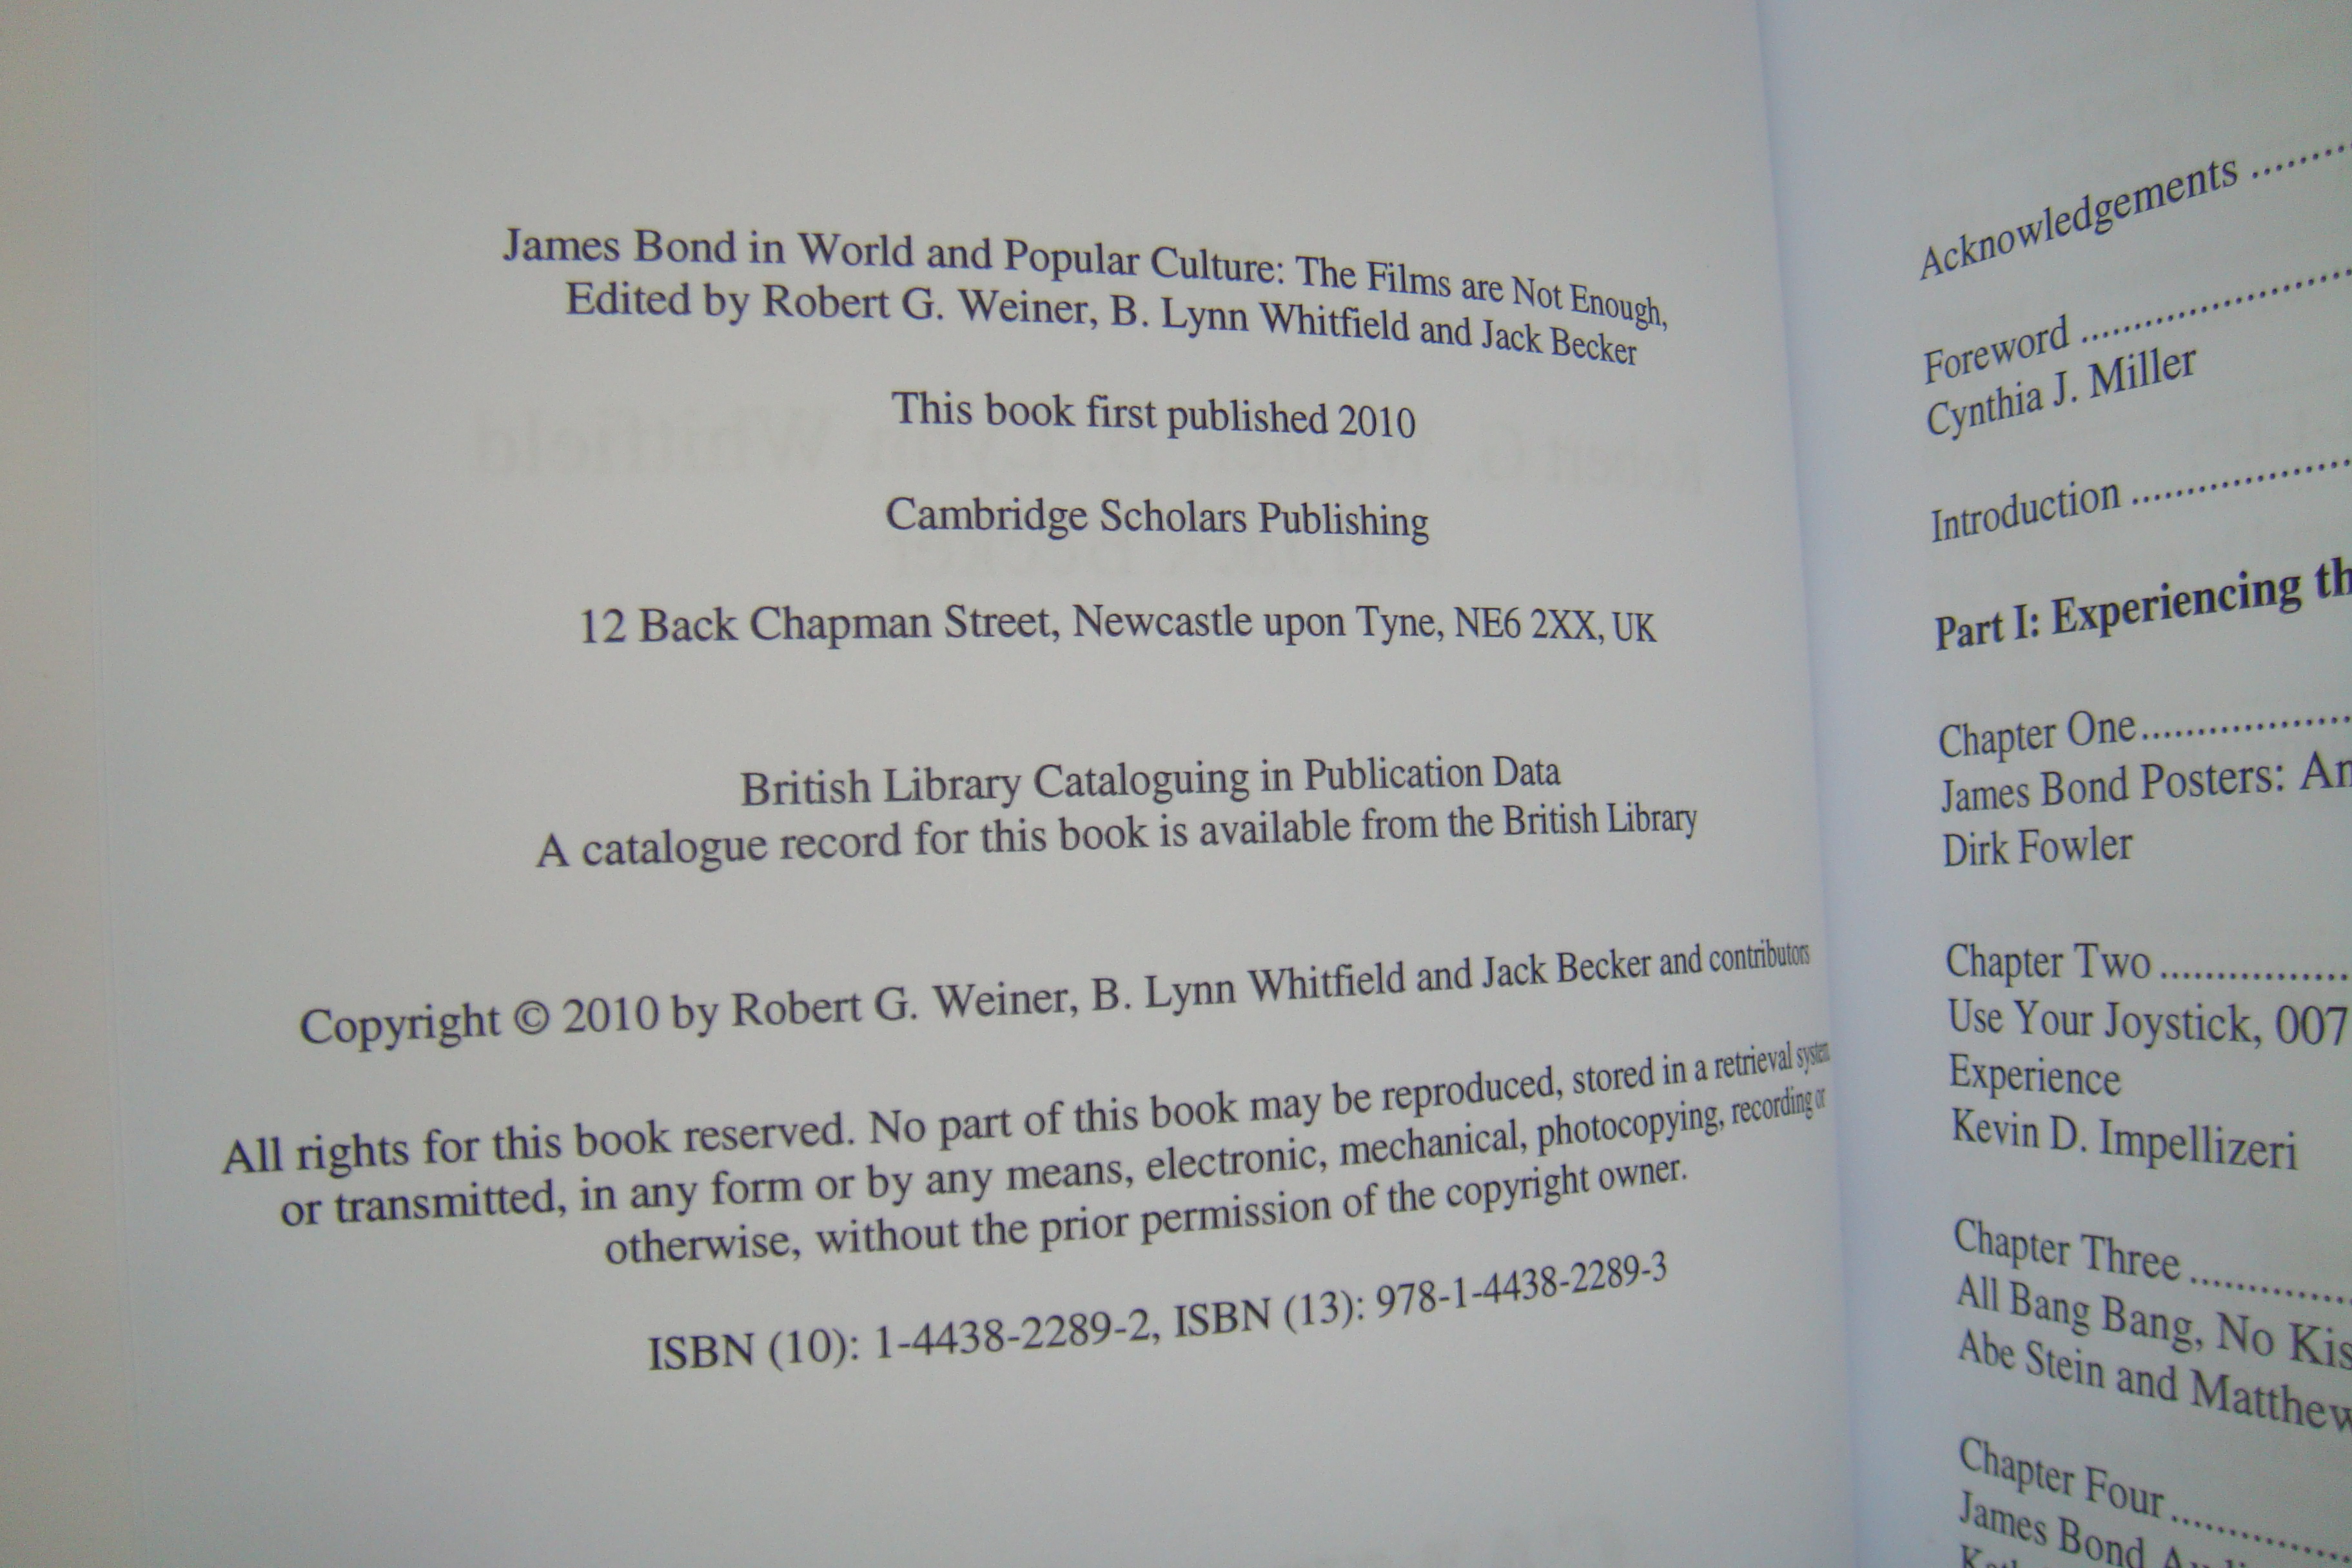 James Bond in World and Popular Culture: The Films are Not Enough,
Edited by Robert G. Weiner, B. Lynn Whitfield and Jack Becker
This book first published 2010
Cambridge Scholars Publishing
12 Back Chapman Street, Newcastle upon Tyne, NE6 2XX, UK
British Library Cataloguing in Publication Data
A catalogue record for this book is available from the British Library
Copyright © 2010 by Robert G. Weiner, B. Lynn Whitfield and Jack Becker and contributors
All rights for this book reserved. No part of this book may be reproduced, stored in a retrieval system,
or transmitted, in any form or by any means, electronic, mechanical, photocopying, recording or
otherwise, without the prior permission of the copyright owner.
ISBN (10): 1-4438-2289-2, ISBN (13): 978-1-4438-2289-3
Acknowledgements ........
Foreword ........................
Cynthia J. Miller
Introduction ....................
Part I: Experiencing th
Chapter One...................
James Bond Posters: An
Dirk Fowler
Chapter Two ................
Use Your Joystick, 007
Experience
Kevin D. Impellizeri
Chapter Three ..............
All Bang Bang, No Kis
Abe Stein and Matthew
Chapter Four ...............
James Bond